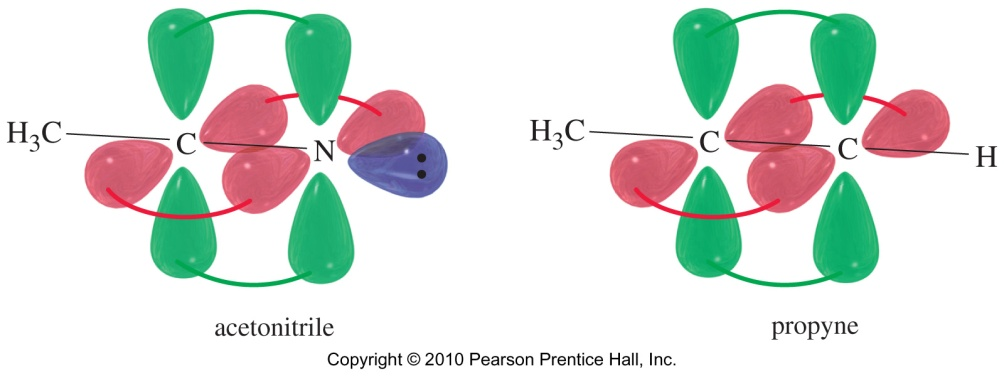 H₃C C N :
H₃C C C H
acetonitrile
propyne
Copyright © 2010 Pearson Prentice Hall, Inc.